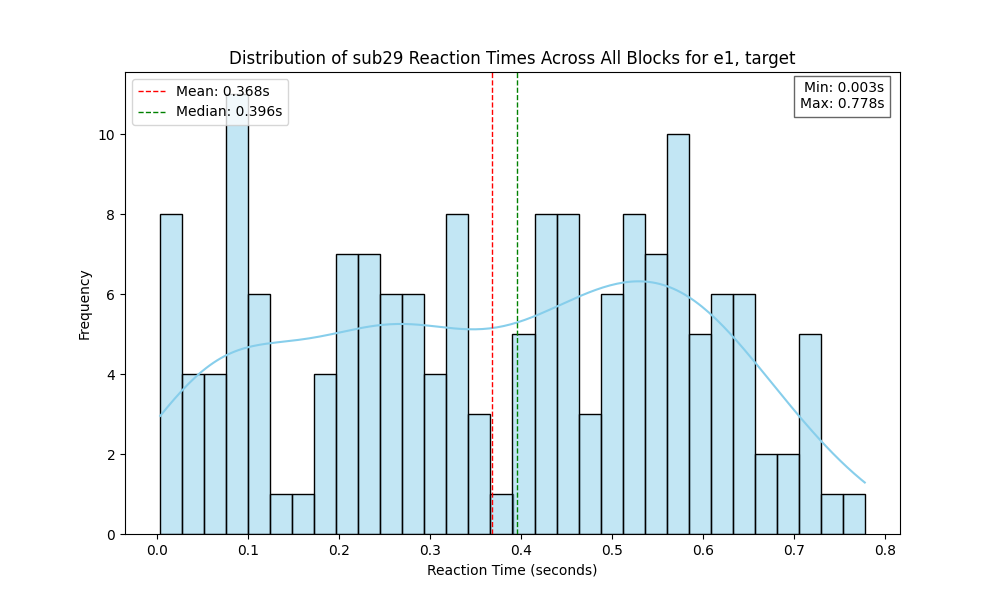 Distribution of sub29 Reaction Times Across All Blocks for e1, target
Mean: 0.368s
Median: 0.396s
Min: 0.003s
Max: 0.778s
Frequency
10
8
6
4
2
0
0.0 0.1 0.2 0.3 0.4 0.5 0.6 0.7 0.8
Reaction Time (seconds)